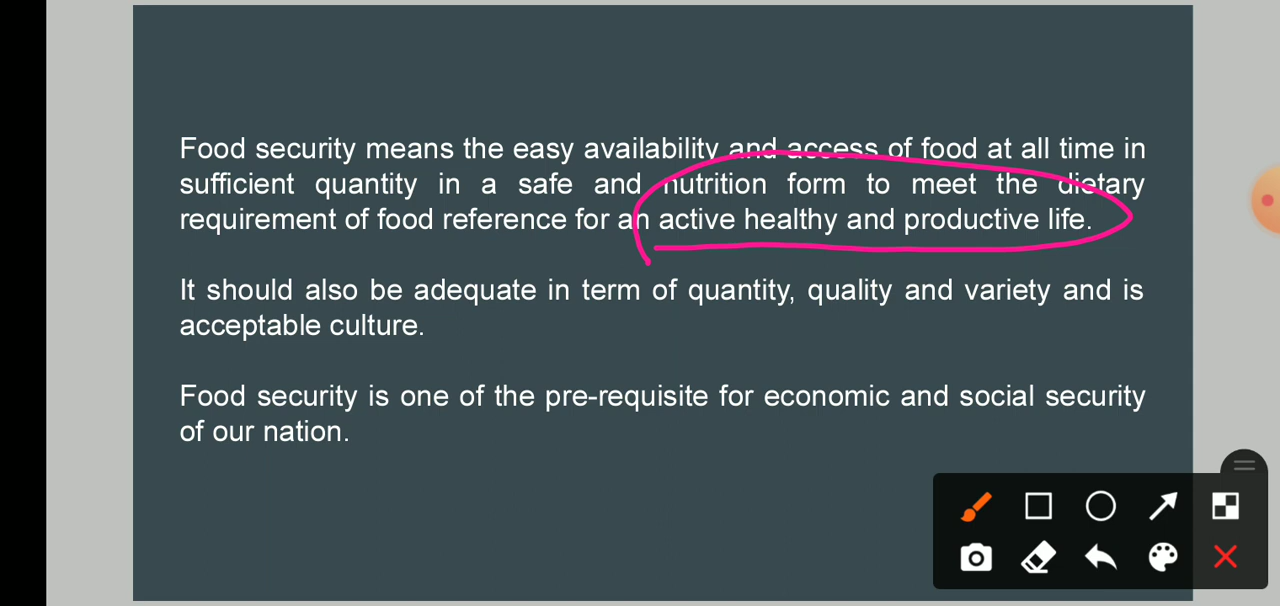 Food security means the easy availability and access of food at all time in
sufficient quantity in a safe and nutrition form to meet the dietary
requirement of food reference for an active healthy and productive life.
It should also be adequate in term of quantity, quality and variety and is
acceptable culture.
Food security is one of the pre-requisite for economic and social security
of our nation.